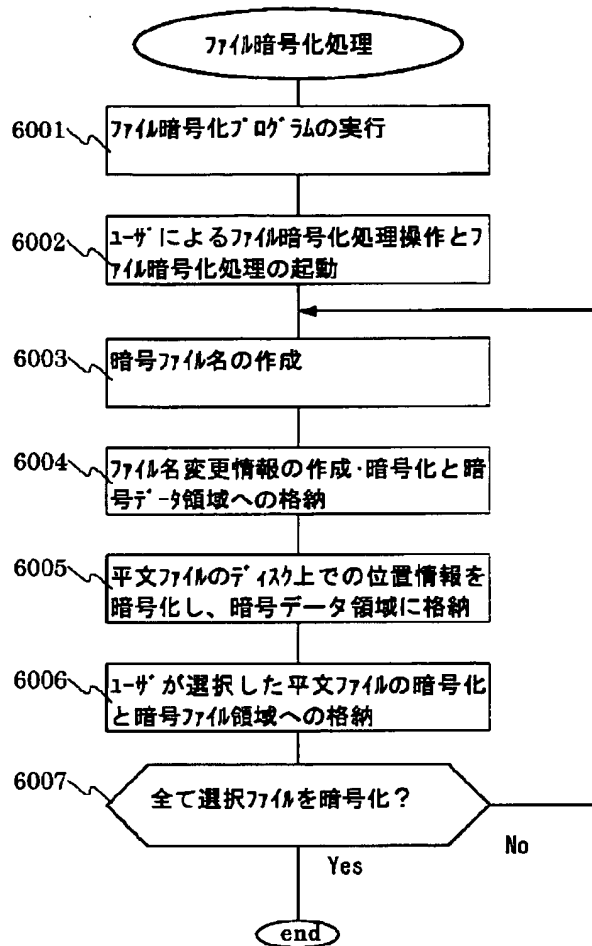 ファイル暗号化処理
6001
ファイル暗号化プログラムの実行
6002
ユーザによるファイル暗号化処理操作とフ
ァイル暗号化処理の起動
6003
暗号ファイル名の作成
6004
ファイル名変更情報の作成・暗号化と暗
号データ領域への格納
6005
平文ファイルのディスク上での位置情報を
暗号化し、暗号データ領域に格納
6006
ユーザが選択した平文ファイルの暗号化
と暗号ファイル領域への格納
6007
全て選択ファイルを暗号化？
No
Yes
end